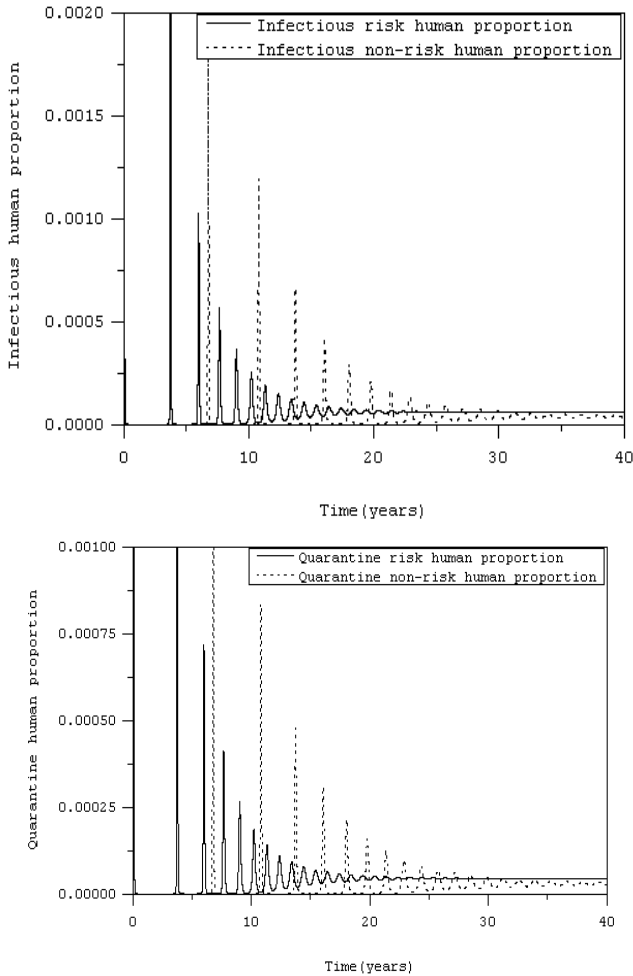 Infectious risk human proportion
Infectious non-risk human proportion
Infectious human proportion
0.0020
0.0015
0.0010
0.0005
0.0000
0 10 20 30 40
Time(years)
Quarantine risk human proportion
Quarantine non-risk human proportion
Quarantine human proportion
0.00100
0.00075
0.00050
0.00025
0.00000
0 10 20 30 40
Time(years)